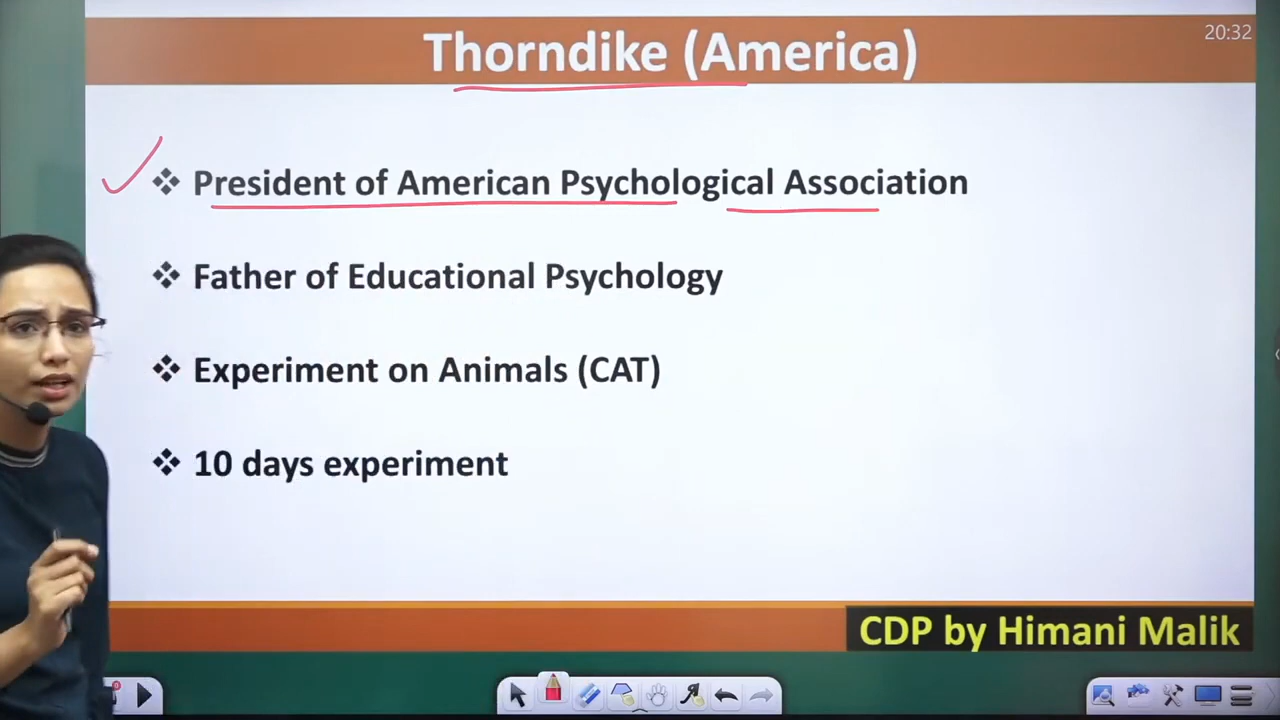 20:32
Thorndike (America)
❖ President of American Psychological Association
❖ Father of Educational Psychology
❖ Experiment on Animals (CAT)
❖ 10 days experiment
CDP by Himani Malik